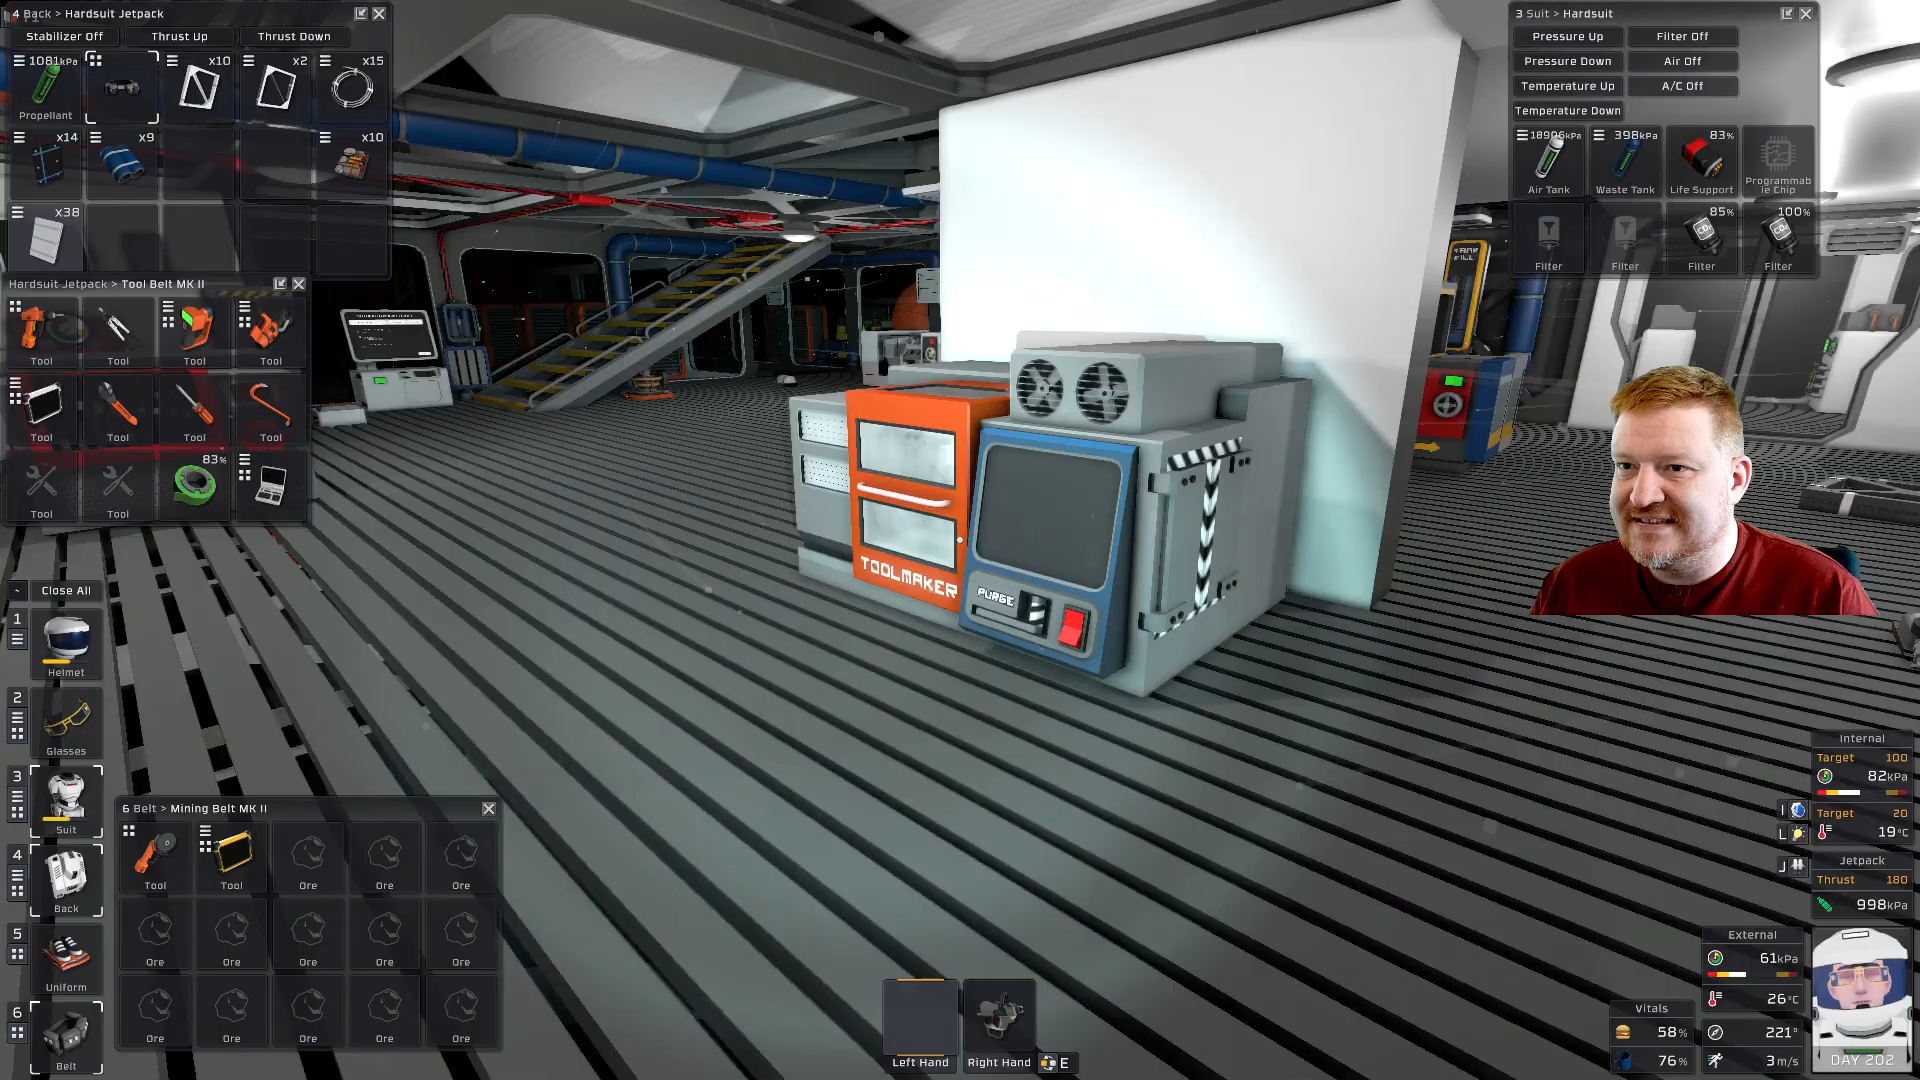 4 Back > Hardsuit Jetpack
Stabilizer Off
Thrust Up
Thrust Down
1081kPa
x10
x2
x15
Propellant
x14
x9
x10
x38
Hardsuit Jetpack > Tool Belt MK II
Tool
Tool
Tool
Tool
Tool
Tool
Tool
Tool
83%
Tool
Tool
3 Suit > Hardsuit
Pressure Up
Filter Off
Pressure Down
Air Off
Temperature Up
A/C Off
Temperature Down
18906kPa
398kPa
83%
Air Tank
Waste Tank
Life Support
Programmab
le Chip
85%
100%
Filter
Filter
Filter
Filter
TOOLMAKER
PURGE
~
Close All
1
Helmet
2
Glasses
3
Suit
4
Back
5
Uniform
6
Belt
6 Belt > Mining Belt MK II
Tool
Tool
Ore
Ore
Ore
Ore
Ore
Ore
Ore
Ore
Ore
Ore
Ore
Ore
Ore
Left Hand
Right Hand
E
Internal
Target 100
82kPa
I
Target 20
L
19°C
Jetpack
J
Thrust 180
998kPa
External
61kPa
26°C
Vitals
58%
221°
76%
3m/s
DAY 202